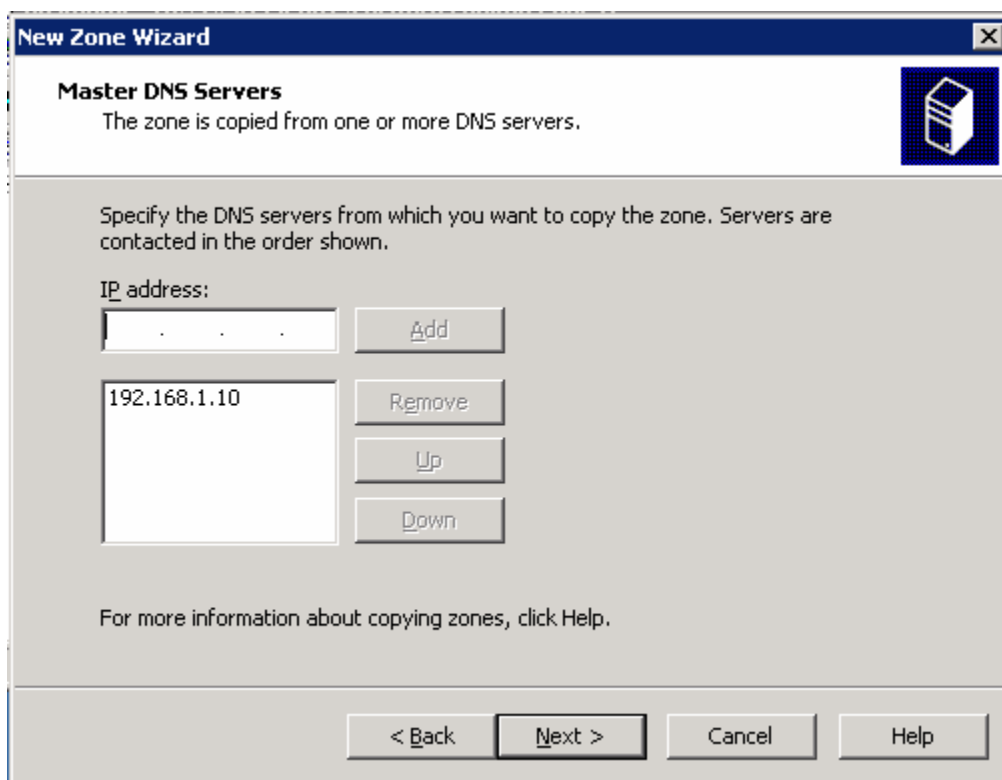 New Zone Wizard
Master DNS Servers
The zone is copied from one or more DNS servers.
Specify the DNS servers from which you want to copy the zone. Servers are
contacted in the order shown.
IP address:
. . .
Add
192.168.1.10
Remove
Up
Down
For more information about copying zones, click Help.
< Back
Next >
Cancel
Help